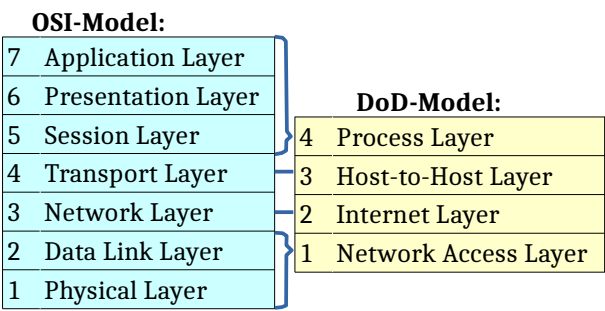 OSI-Model:
7 Application Layer
6 Presentation Layer
5 Session Layer
4 Transport Layer
3 Network Layer
2 Data Link Layer
1 Physical Layer
DoD-Model:
4 Process Layer
3 Host-to-Host Layer
2 Internet Layer
1 Network Access Layer